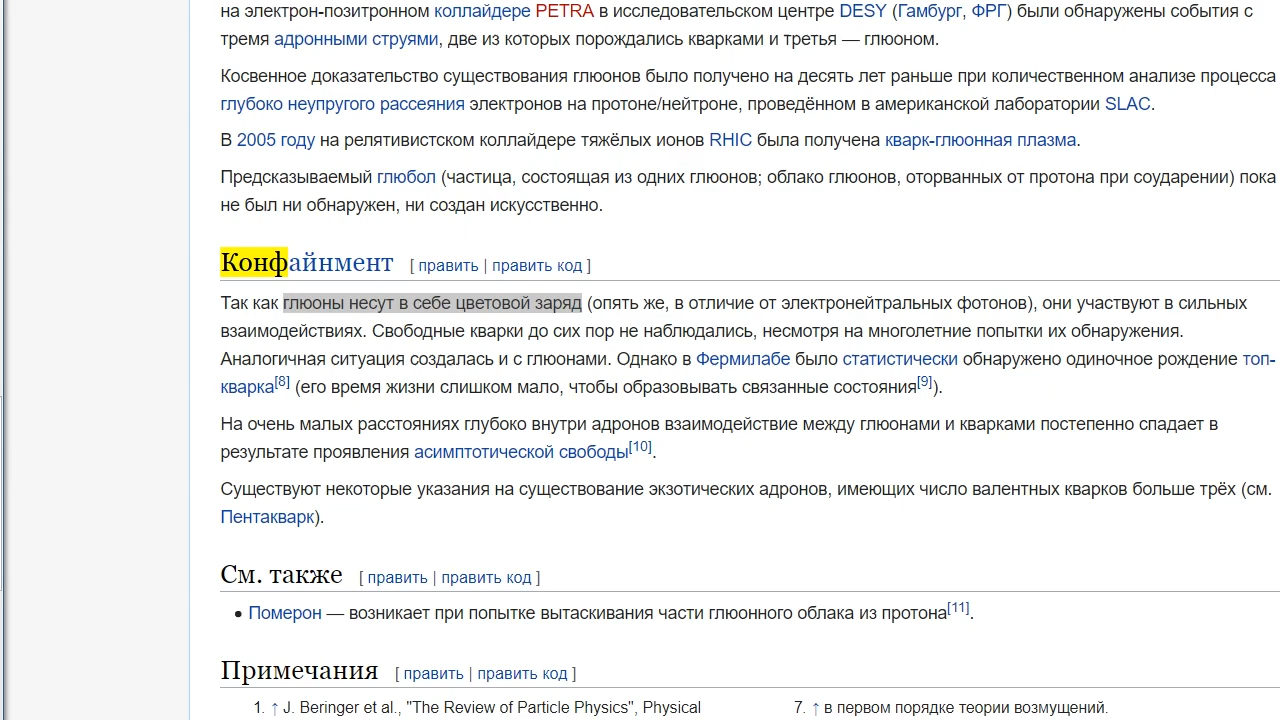 на электрон-позитронном коллайдере PETRA в исследовательском центре DESY (Гамбург, ФРГ) были обнаружены события с
тремя адронными струями, две из которых порождались кварками и третья — глюоном.
Косвенное доказательство существования глюонов было получено на десять лет раньше при количественном анализе процесса
глубоко неупругого рассеяния электронов на протоне/нейтроне, проведённом в американской лаборатории SLAC.
В 2005 году на релятивистском коллайдере тяжёлых ионов RHIC была получена кварк-глюонная плазма.
Предсказываемый глюбол (частица, состоящая из одних глюонов; облако глюонов, оторванных от протона при соударении) пока
не был ни обнаружен, ни создан искусственно.
Конфайнмент [ править | править код ]
Так как глюоны несут в себе цветовой заряд (опять же, в отличие от электронейтральных фотонов), они участвуют в сильных
взаимодействиях. Свободные кварки до сих пор не наблюдались, несмотря на многолетние попытки их обнаружения.
Аналогичная ситуация создалась и с глюонами. Однако в Фермилабе было статистически обнаружено одиночное рождение топ-
кварка[8] (его время жизни слишком мало, чтобы образовывать связанные состояния[9]).
На очень малых расстояниях глубоко внутри адронов взаимодействие между глюонами и кварками постепенно спадает в
результате проявления асимптотической свободы[10].
Существуют некоторые указания на существование экзотических адронов, имеющих число валентных кварков больше трёх (см.
Пентакварк).
См. также [ править | править код ]
• Померон — возникает при попытке вытаскивания части глюонного облака из протона[11].
Примечания [ править | править код ]
1. ↑ J. Beringer et al., "The Review of Particle Physics", Physical
7. ↑ в первом порядке теории возмущений.